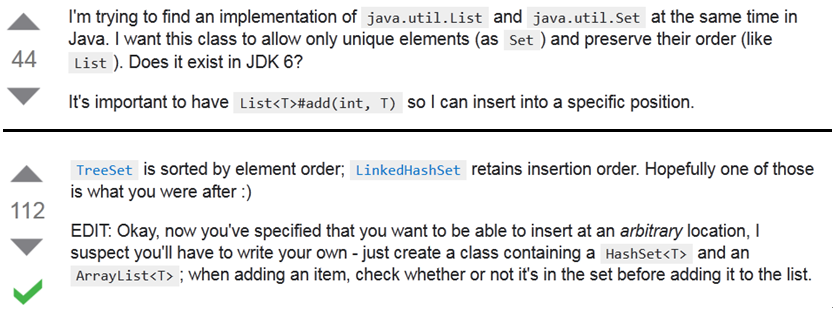 I'm trying to find an implementation of java.util.List and java.util.Set at the same time in
Java. I want this class to allow only unique elements (as Set ) and preserve their order (like
44
List ). Does it exist in JDK 6?
It's important to have List<T>#add(int, T) so I can insert into a specific position.
TreeSet is sorted by element order; LinkedHashSet retains insertion order. Hopefully one of those
is what you were after :)
112
EDIT: Okay, now you've specified that you want to be able to insert at an arbitrary location, I
suspect you'll have to write your own - just create a class containing a HashSet<T> and an
ArrayList<T> ; when adding an item, check whether or not it's in the set before adding it to the list.